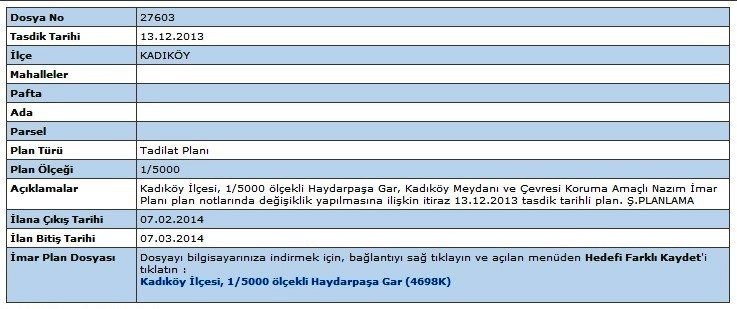 Dosya No 27603
Tasdik Tarihi 13.12.2013
İlçe KADIKÖY
Mahalleler
Pafta
Ada
Parsel
Plan Türü Tadilat Planı
Plan Ölçeği 1/5000
Açıklamalar Kadıköy İlçesi, 1/5000 ölçekli Haydarpaşa Gar, Kadıköy Meydanı ve Çevresi Koruma Amaçlı Nazım İmar
Planı plan notlarında değişiklik yapılmasına ilişkin itiraz 13.12.2013 tasdik tarihli plan. Ş.PLANLAMA
İlana Çıkış Tarihi 07.02.2014
İlan Bitiş Tarihi 07.03.2014
İmar Plan Dosyası Dosyayı bilgisayarınıza indirmek için, bağlantıyı sağ tıklayın ve açılan menüden Hedefi Farklı Kaydet'i
tıklatın :
Kadıköy İlçesi, 1/5000 ölçekli Haydarpaşa Gar (4698K)